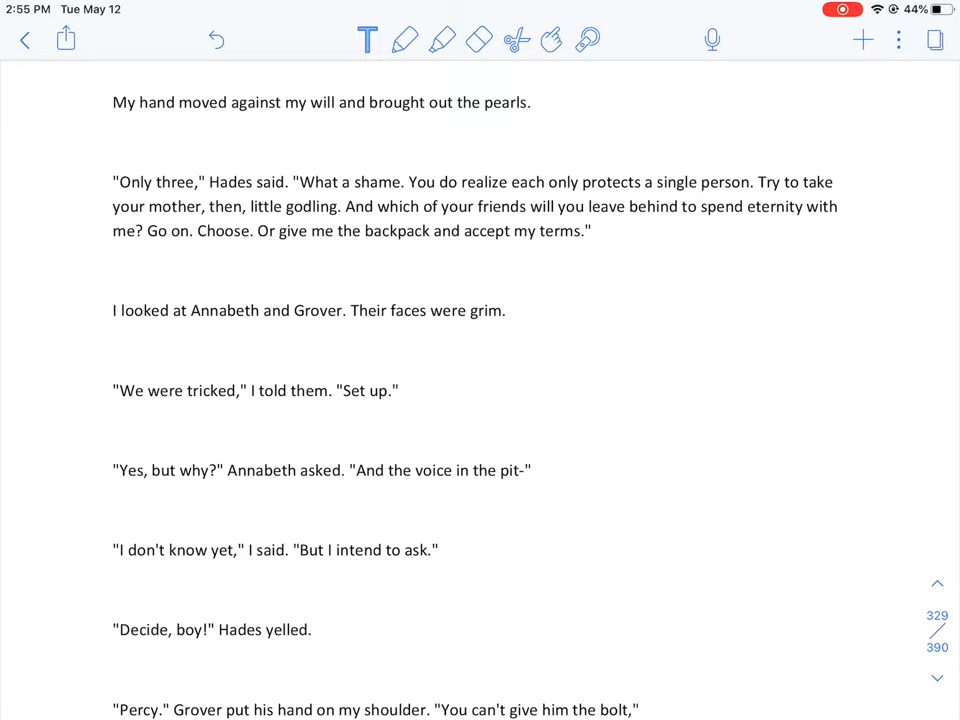 2:55 PM Tue May 12 44%
My hand moved against my will and brought out the pearls.
"Only three," Hades said. "What a shame. You do realize each only protects a single person. Try to take
your mother, then, little godling. And which of your friends will you leave behind to spend eternity with
me? Go on. Choose. Or give me the backpack and accept my terms."
I looked at Annabeth and Grover. Their faces were grim.
"We were tricked," I told them. "Set up."
"Yes, but why?" Annabeth asked. "And the voice in the pit-"
"I don't know yet," I said. "But I intend to ask."
"Decide, boy!" Hades yelled.
"Percy." Grover put his hand on my shoulder. "You can't give him the bolt,"
329
390